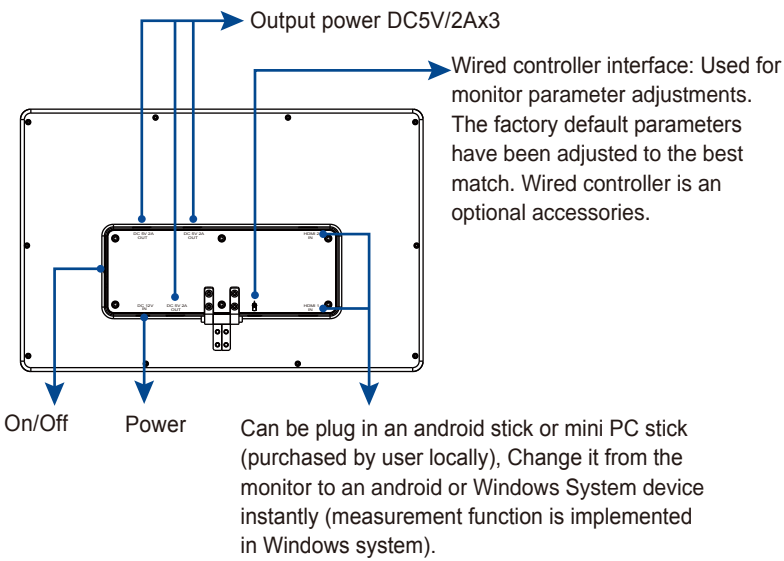 Output power DC5V/2Ax3
Wired controller interface: Used for
monitor parameter adjustments.
The factory default parameters
have been adjusted to the best
match. Wired controller is an
optional accessories.
DC 5V 2A
OUT
DC 5V 2A
OUT
HDMI 2
IN
DC 12V
IN
DC 5V 2A
OUT
HDMI 1
IN
On/Off
Power
Can be plug in an android stick or mini PC stick
(purchased by user locally), Change it from the
monitor to an android or Windows System device
instantly (measurement function is implemented
in Windows system).